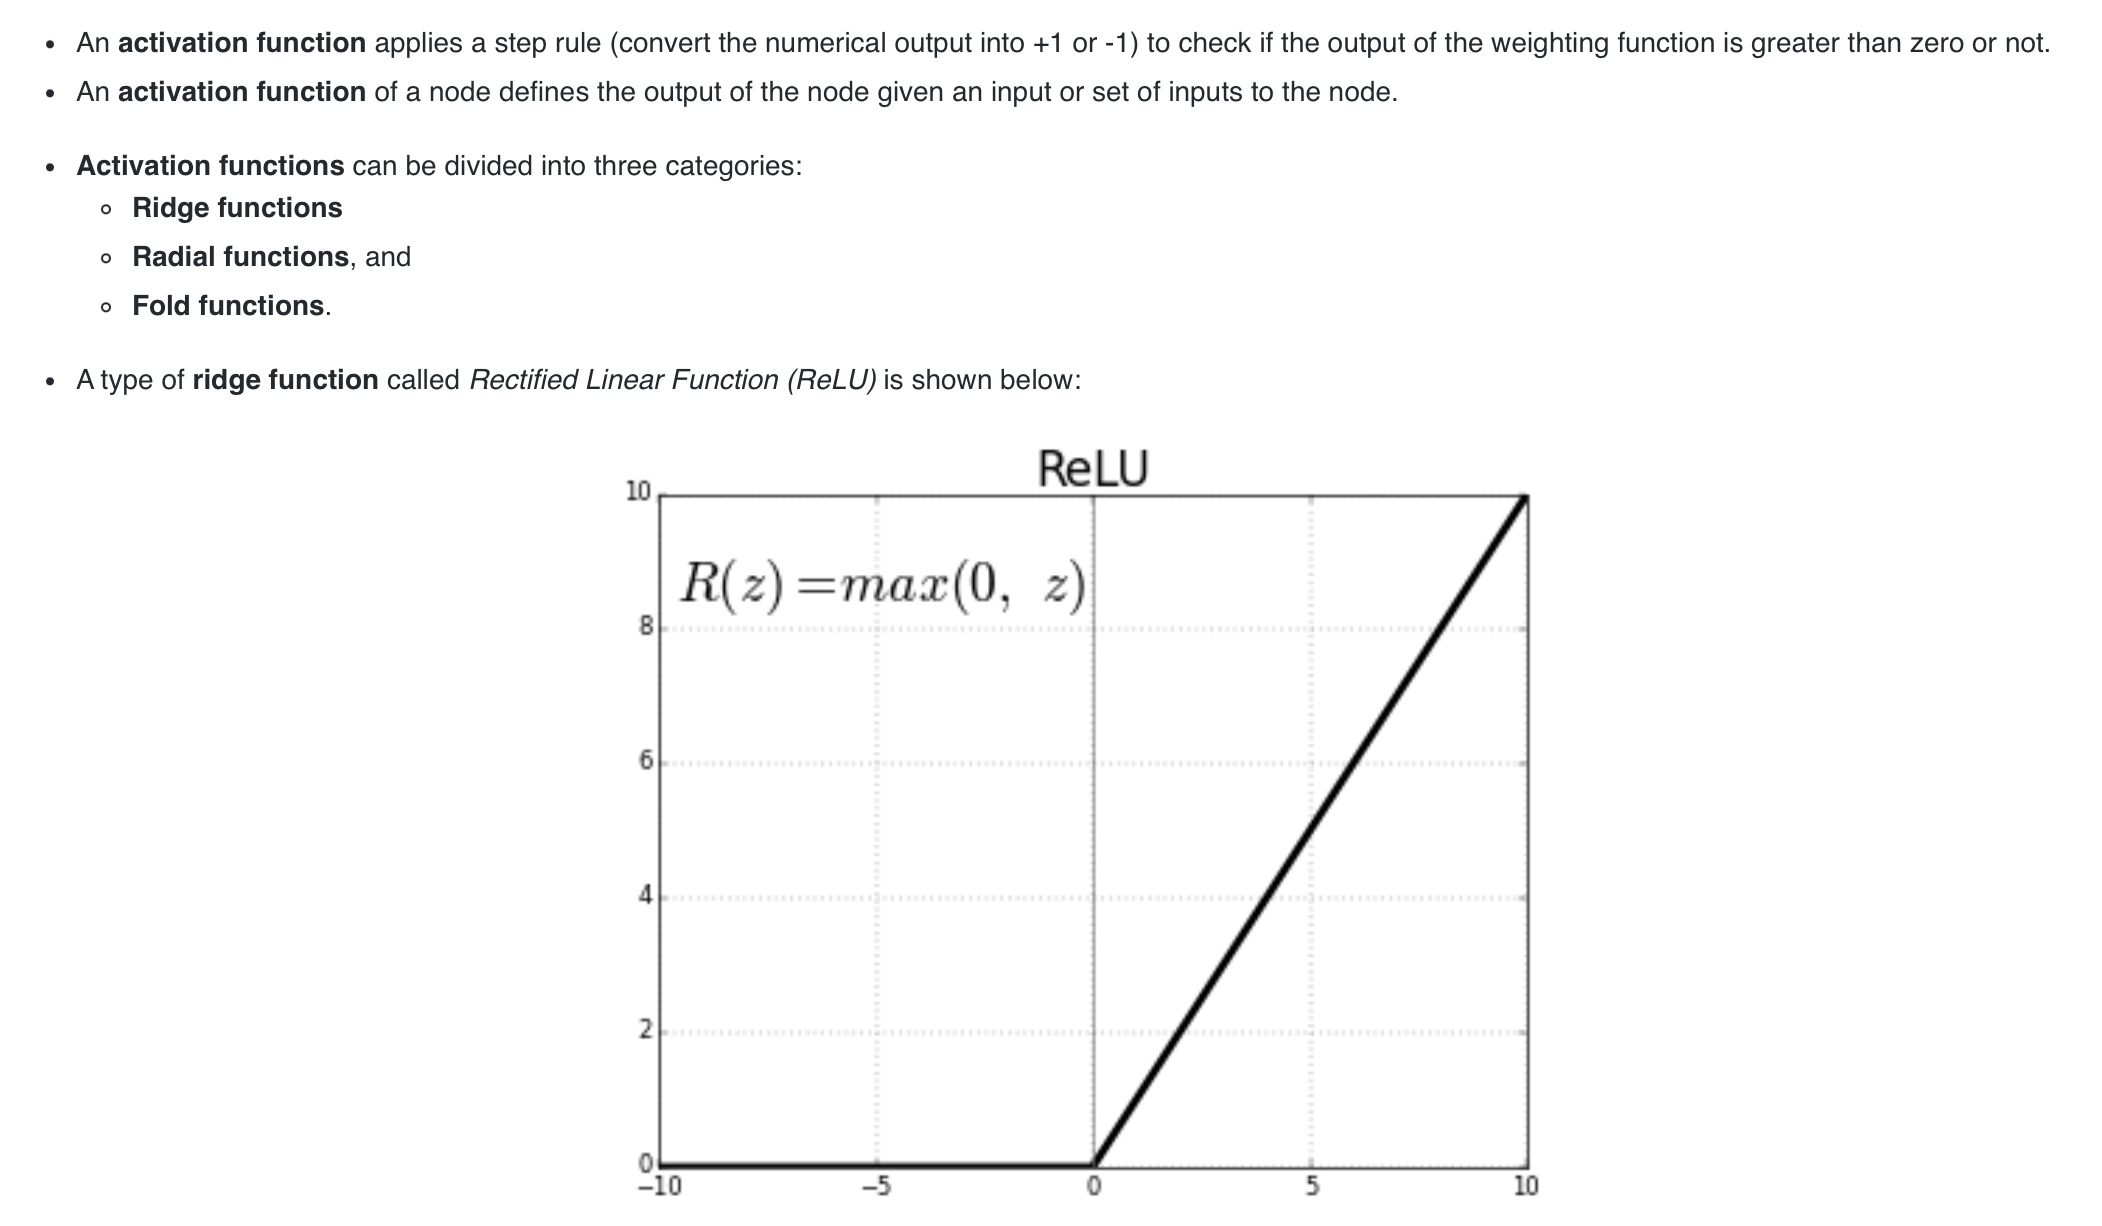 An activation function applies a step rule (convert the numerical output into +1 or -1) to check if the output of the weighting function is greater than zero or not.
An activation function of a node defines the output of the node given an input or set of inputs to the node.
Activation functions can be divided into three categories:
Ridge functions
Radial functions, and
Fold functions.
A type of ridge function called Rectified Linear Function (ReLU) is shown below:
ReLU
10
R(z)=max(0, z)
8
6
4
2
0
−10 −5 0 5 10